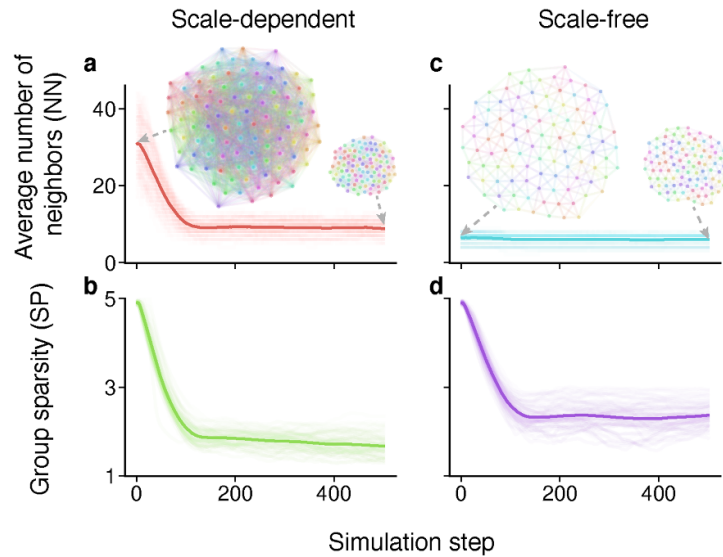 Scale-dependent
Scale-free
a
c
Average number of
neighbors (NN)
40
20
0
b
d
Group sparsity (SP)
5
3
1
0
200
400
0
200
400
Simulation step